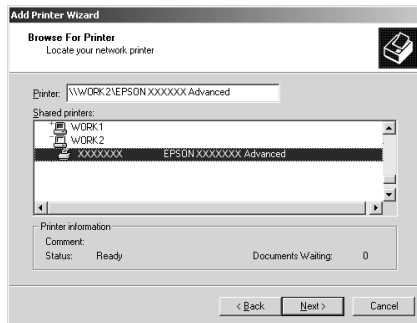 Add Printer Wizard
Browse For Printer
Locate your network printer
Printer: \\WORK2\EPSON XXXXXX Advanced
Shared printers:
WORK1
WORK2
XXXXXXX EPSON XXXXXXX Advanced
Printer information
Comment:
Status: Ready Documents Waiting: 0
< Back Next > Cancel